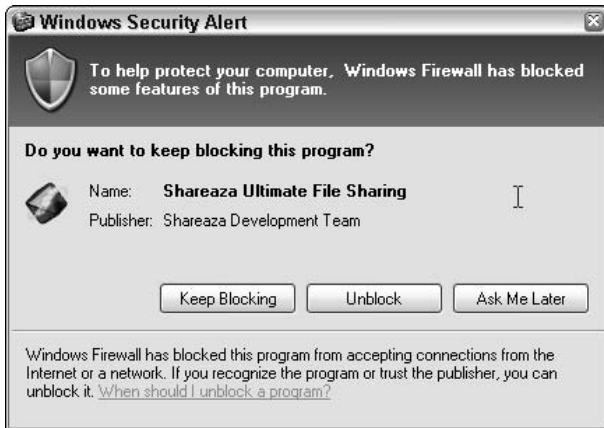 Windows Security Alert
To help protect your computer, Windows Firewall has blocked
some features of this program.
Do you want to keep blocking this program?
Name: Shareaza Ultimate File Sharing
Publisher: Shareaza Development Team
Keep Blocking Unblock Ask Me Later
Windows Firewall has blocked this program from accepting connections from the
Internet or a network. If you recognize the program or trust the publisher, you can
unblock it. When should I unblock a program?